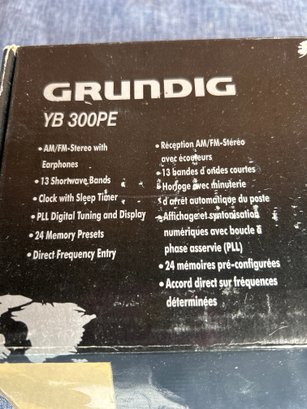 GRUNDIG
YB 300PE
• AM/FM-Stereo with
Earphones
• 13 Shortwave Bands
• Clock with Sleep Timer
• PLL Digital Tuning and Display
• 24 Memory Presets
• Direct Frequency Entry
• Réception AM/FM-Stéréo
avec écouteurs
• 13 bandes d'ondes courtes
• Horloge avec minuterie
d'arrêt automatique du poste
• Affichage et syntonisation
numériques avec boucle à
phase asservie (PLL)
• 24 mémoires pré-configurées
• Accord direct sur fréquences
déterminées